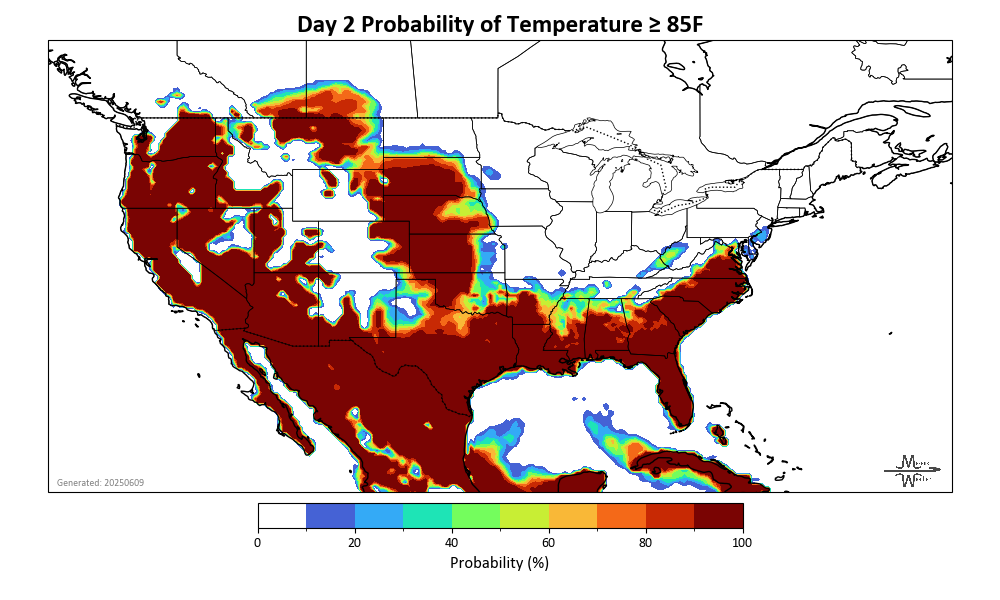 Day 2 Probability of Temperature ≥ 85F
Generated: 20250609
0 20 40 60 80 100
Probability (%)